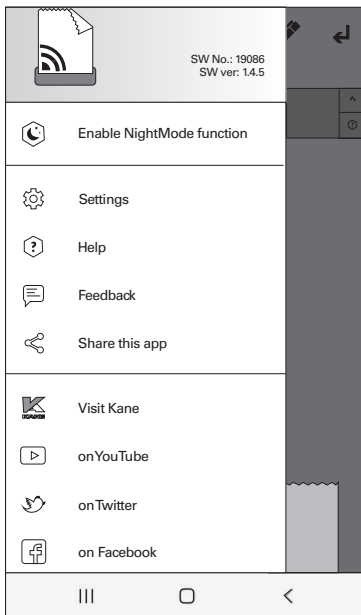 SW No.: 19086
SW ver: 1.4.5
Enable NightMode function
Settings
? Help
Feedback
Share this app
KANE Visit Kane
onYouTube
onTwitter
on Facebook